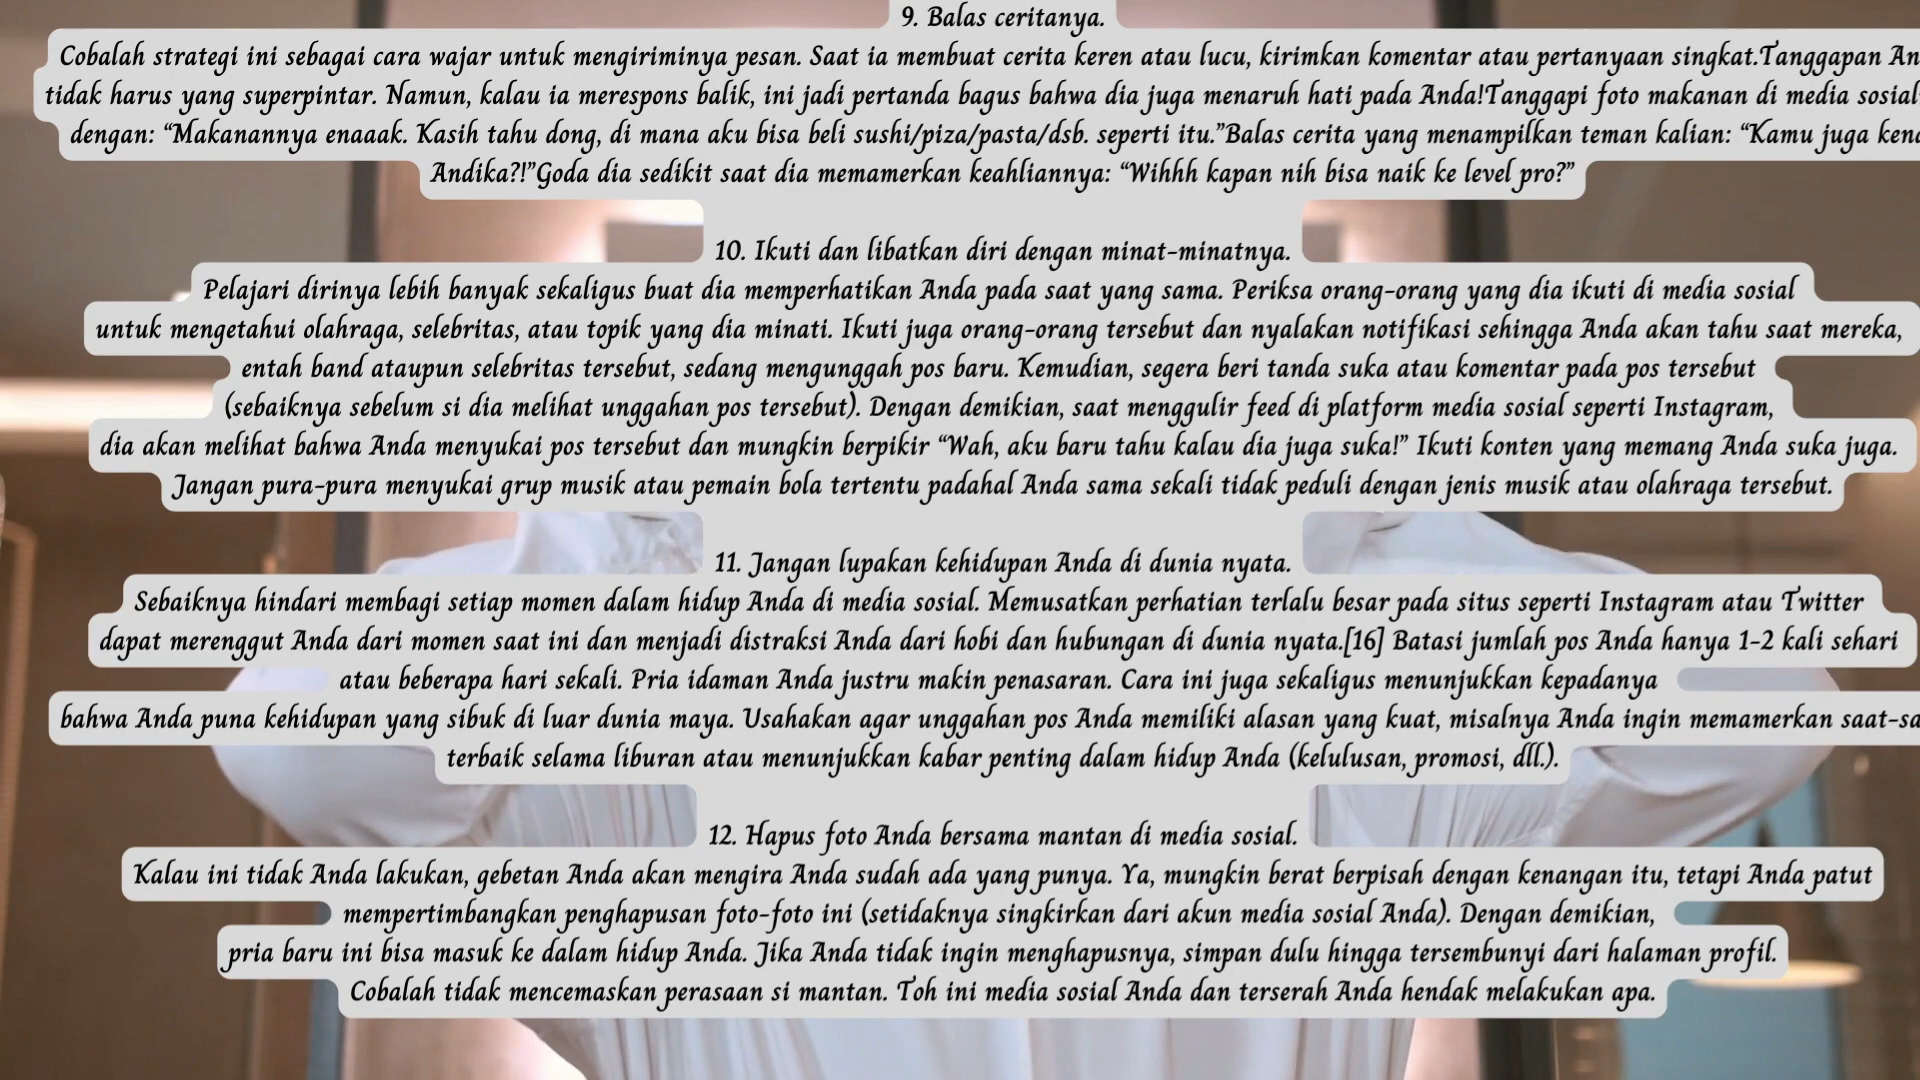 9. Balas ceritanya.
Cobalah strategi ini sebagai cara wajar untuk mengiriminya pesan. Saat ia membuat cerita keren atau lucu, kirimkan komentar atau pertanyaan singkat.Tanggapan
tidak harus yang superpintar. Namun, kalau ia merespons balik, ini jadi pertanda bagus bahwa dia juga menaruh hati pada Anda!Tanggapi foto makanan di media sosial
dengan: “Makanannya enaaak. Kasih tahu dong, di mana aku bisa beli sushi/piza/pasta/dsb. seperti itu.”Balas cerita yang menampilkan teman kalian: “Kamu juga
Andika?!”Goda dia sedikit saat dia memamerkan keahliannya: “Wihhh kapan nih bisa naik ke level pro?”
10. Ikuti dan libatkan diri dengan minat-minatnya.
Pelajari dirinya lebih banyak sekaligus buat dia memperhatikan Anda pada saat yang sama. Periksa orang-orang yang dia ikuti di media sosial
untuk mengetahui olahraga, selebritas, atau topik yang dia minati. Ikuti juga orang-orang tersebut dan nyalakan notifikasi sehingga Anda akan tahu saat mereka,
entah band ataupun selebritas tersebut, sedang mengunggah pos baru. Kemudian, segera beri tanda suka atau komentar pada pos tersebut
(sebaiknya sebelum si dia melihat unggahan pos tersebut). Dengan demikian, saat menggulir feed di platform media sosial seperti Instagram,
dia akan melihat bahwa Anda menyukai pos tersebut dan mungkin berpikir “Wah, aku baru tahu kalau dia juga suka!” Ikuti konten yang memang Anda suka juga.
Jangan pura-pura menyukai grup musik atau pemain bola tertentu padahal Anda sama sekali tidak peduli dengan jenis musik atau olahraga tersebut.
11. Jangan lupakan kehidupan Anda di dunia nyata.
Sebaiknya hindari membagi setiap momen dalam hidup Anda di media sosial. Memusatkan perhatian terlalu besar pada situs seperti Instagram atau Twitter
dapat merenggut Anda dari momen saat ini dan menjadi distraksi Anda dari hobi dan hubungan di dunia nyata.[16] Batasi jumlah pos Anda hanya 1-2 kali sehari
atau beberapa hari sekali. Pria idaman Anda justru makin penasaran. Cara ini juga sekaligus menunjukkan kepadanya
bahwa Anda puna kehidupan yang sibuk di luar dunia maya. Usahakan agar unggahan pos Anda memiliki alasan yang kuat, misalnya Anda ingin memamerkan
terbaik selama liburan atau menunjukkan kabar penting dalam hidup Anda (kelulusan, promosi, dll.).
12. Hapus foto Anda bersama mantan di media sosial.
Kalau ini tidak Anda lakukan, gebetan Anda akan mengira Anda sudah ada yang punya. Ya, mungkin berat berpisah dengan kenangan itu, tetapi Anda patut
mempertimbangkan penghapusan foto-foto ini (setidaknya singkirkan dari akun media sosial Anda). Dengan demikian,
pria baru ini bisa masuk ke dalam hidup Anda. Jika Anda tidak ingin menghapusnya, simpan dulu hingga tersembunyi dari halaman profil.
Cobalah tidak mencemaskan perasaan si mantan. Toh ini media sosial Anda dan terserah Anda hendak melakukan apa.